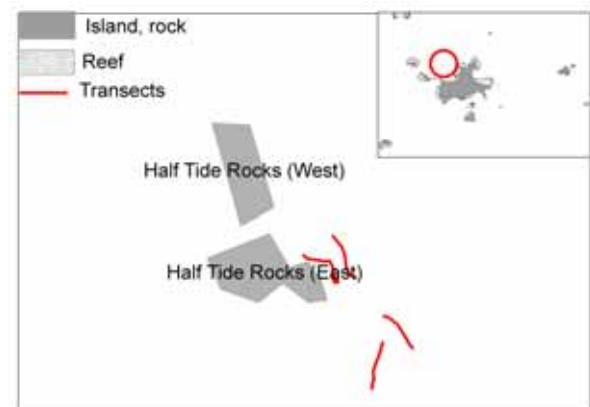 Island, rock
Reef
Transects
Half Tide Rocks (West)
Half Tide Rocks (East)